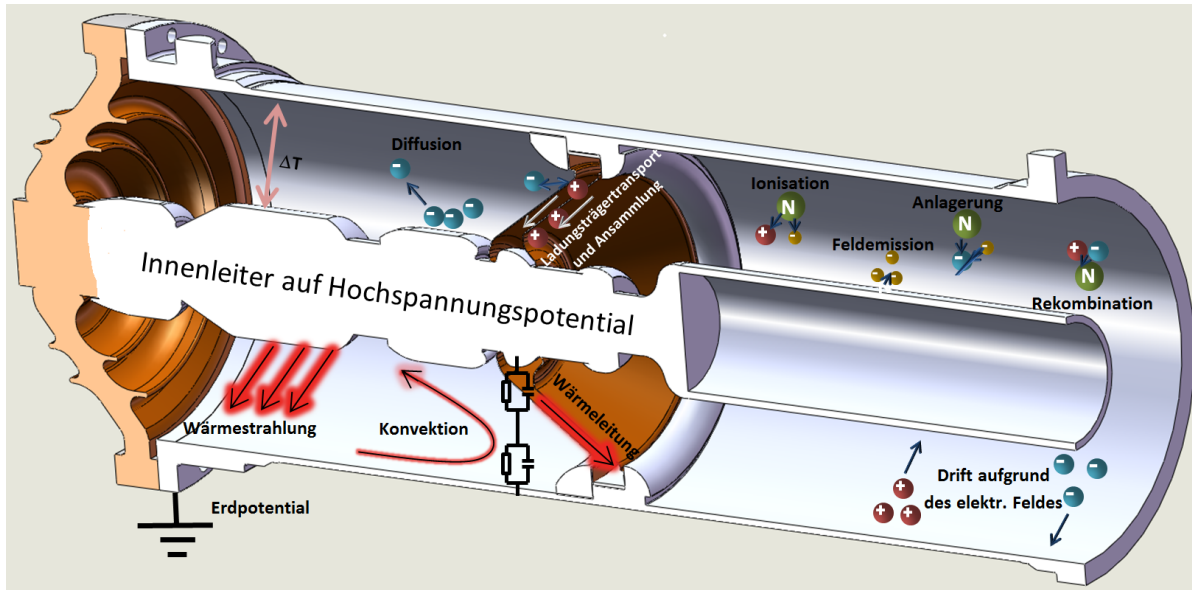 Diffusion
ΔT
Ladungsträgertransport
und Ansammlung
Ionisation
N
+
-
Anlagerung
N
-
-
Feldemission
-
-
-
+
-
N
Rekombination
-
-
-
-
-
+
+
+
Innenleiter auf Hochspannungspotential
Wärmestrahlung
Konvektion
Wärmeleitung
Erdpotential
+
+
+
Drift aufgrund
des elektr. Feldes
-
-
-